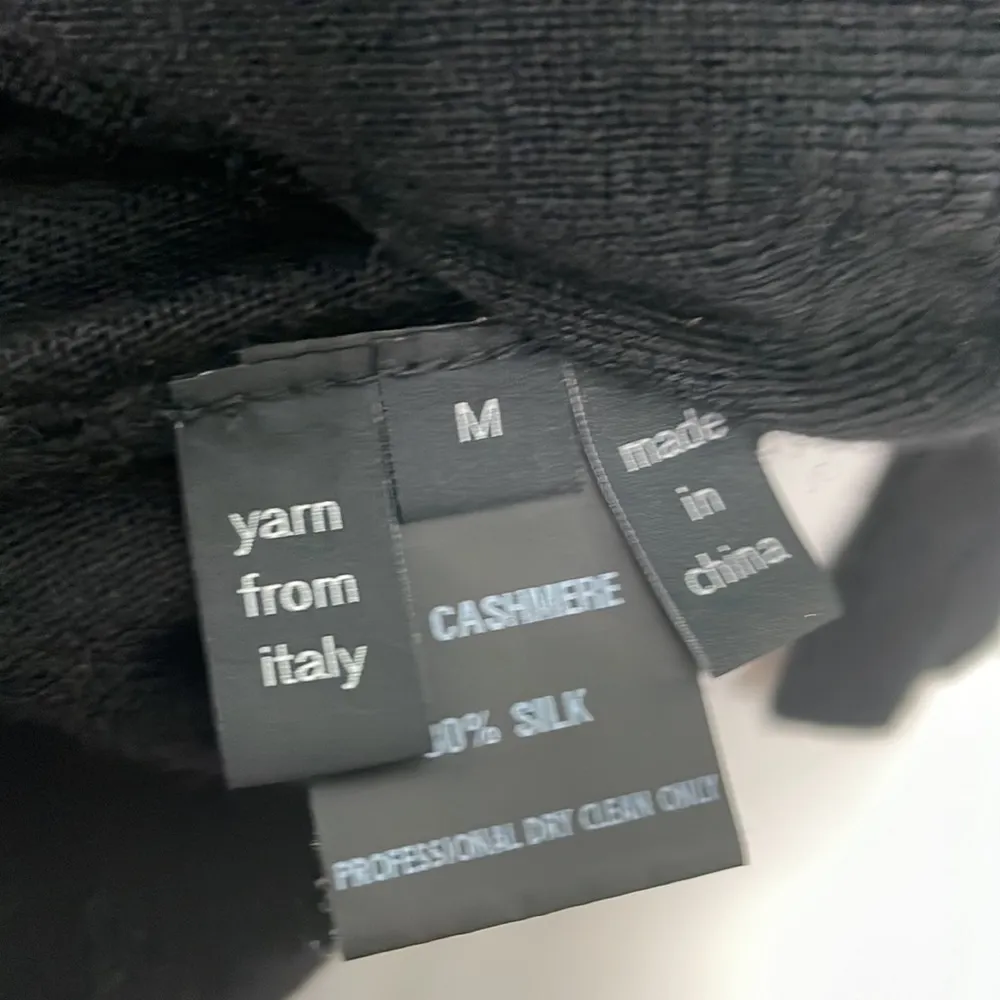 M
yarn
from
italy
made
in
china
CASHMERE
0% SILK
PROFESSIONAL DRY CLEAN ONLY